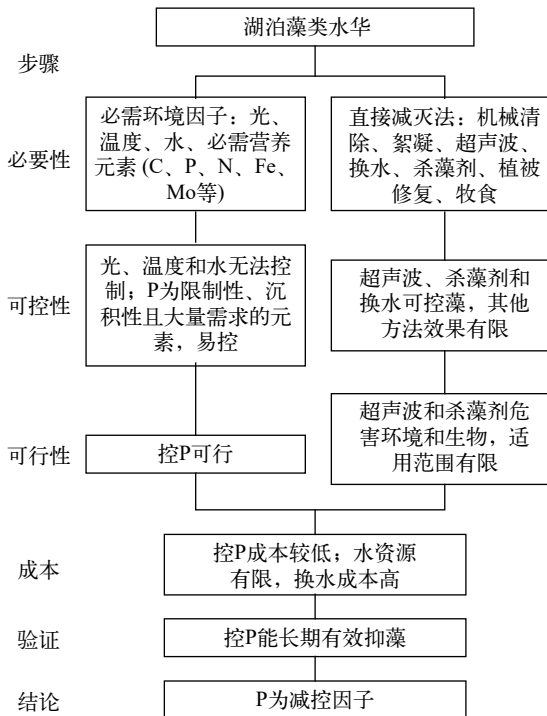 湖泊藻类水华
步骤
必要性
必需环境因子：光、
温度、水、必需营养
元素 (C、P、N、Fe、
Mo等)
直接减灭法：机械清
除、絮凝、超声波、
换水、杀藻剂、植被
修复、牧食
可控性
光、温度和水无法控
制；P为限制性、沉
积性且大量需求的元
素，易控
超声波、杀藻剂和
换水可控藻，其他
方法效果有限
可行性
控P可行
超声波和杀藻剂危
害环境和生物，适
用范围有限
成本
控P成本较低；水资源
有限，换水成本高
验证
控P能长期有效抑藻
结论
P为减控因子